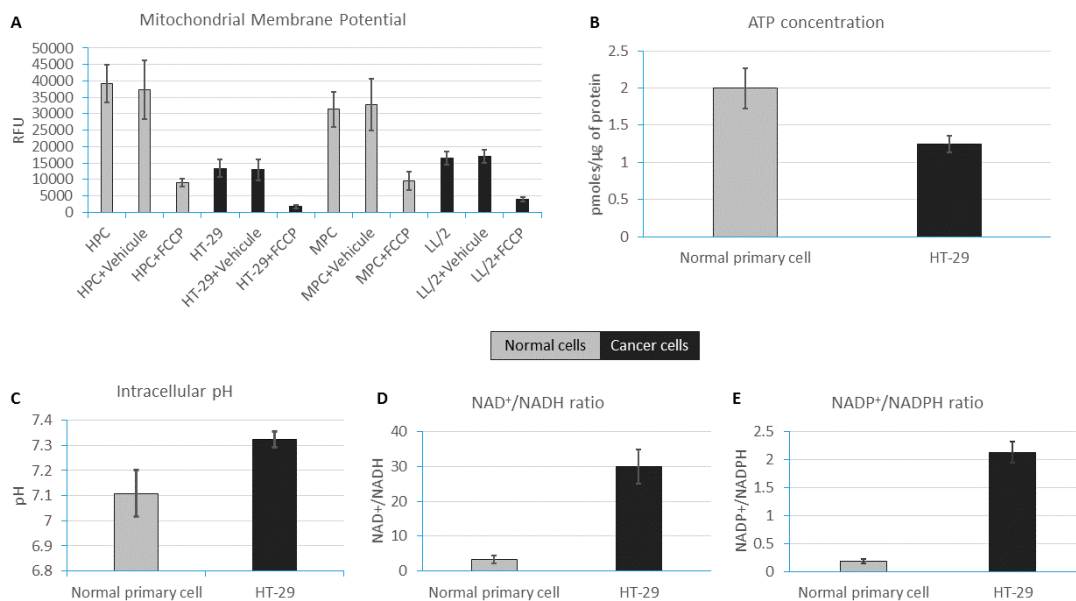 A
Mitochondrial Membrane Potential
50000
45000
40000
35000
30000
25000
20000
15000
10000
5000
0
RFU
HPC
HPC+Vehicule
HPC+FCCP
HT-29
HT-29+Vehicule
HT-29+FCCP
MPC
MPC+Vehicule
MPC+FCCP
LL/2
LL/2+Vehicule
LL/2+FCCP
B
ATP concentration
2.5
2
1.5
1
0.5
0
pmoles/µg of protein
Normal primary cell
HT-29
Normal cells
Cancer cells
C
Intracellular pH
7.4
7.3
7.2
7.1
7
6.9
6.8
pH
Normal primary cell
HT-29
D
NAD⁺/NADH ratio
40
30
20
10
0
NAD+/NADH
Normal primary cell
HT-29
E
NADP⁺/NADPH ratio
2.5
2
1.5
1
0.5
0
NADP+/NADPH
Normal primary cell
HT-29